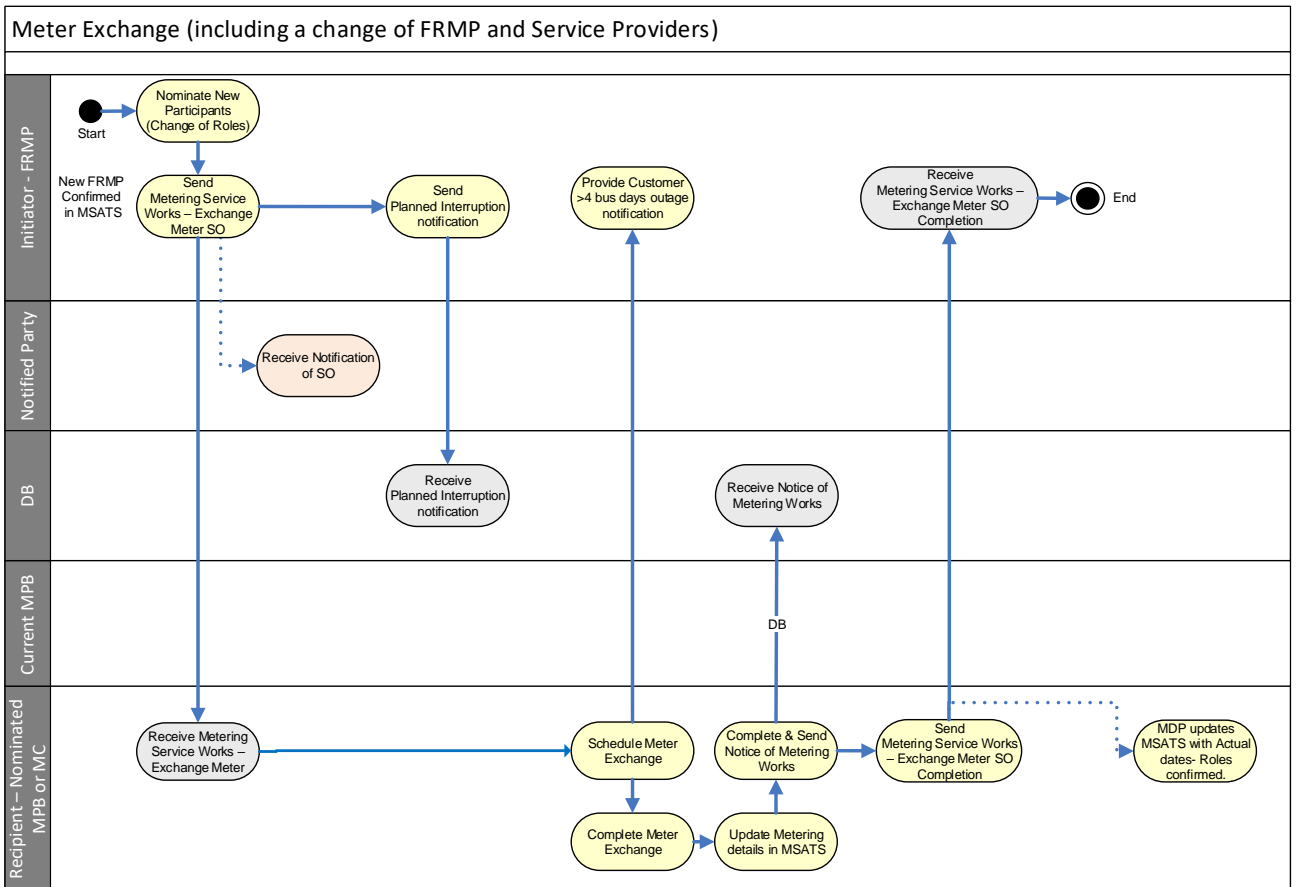 Meter Exchange (including a change of FRMP and Service Providers)
Initiator - FRMP
Start
Nominate New
Participants
(Change of Roles)
New FRMP
Confirmed
in MSATS
Send
Metering Service
Works – Exchange
Meter SO
Send
Planned Interruption
notification
Provide Customer
>4 bus days outage
notification
Receive
Metering Service Works –
Exchange Meter SO
Completion
End
Notified Party
Receive Notification
of SO
DB
Receive
Planned Interruption
notification
Receive Notice of
Metering Works
Current MPB
DB
Recipient – Nominated
MPB or MC
Receive Metering
Service Works –
Exchange Meter
Schedule Meter
Exchange
Complete & Send
Notice of Metering
Works
Send
Metering Service Works
– Exchange Meter SO
Completion
MDP updates
MSATS with Actual
dates- Roles
confirmed.
Complete Meter
Exchange
Update Metering
details in MSATS